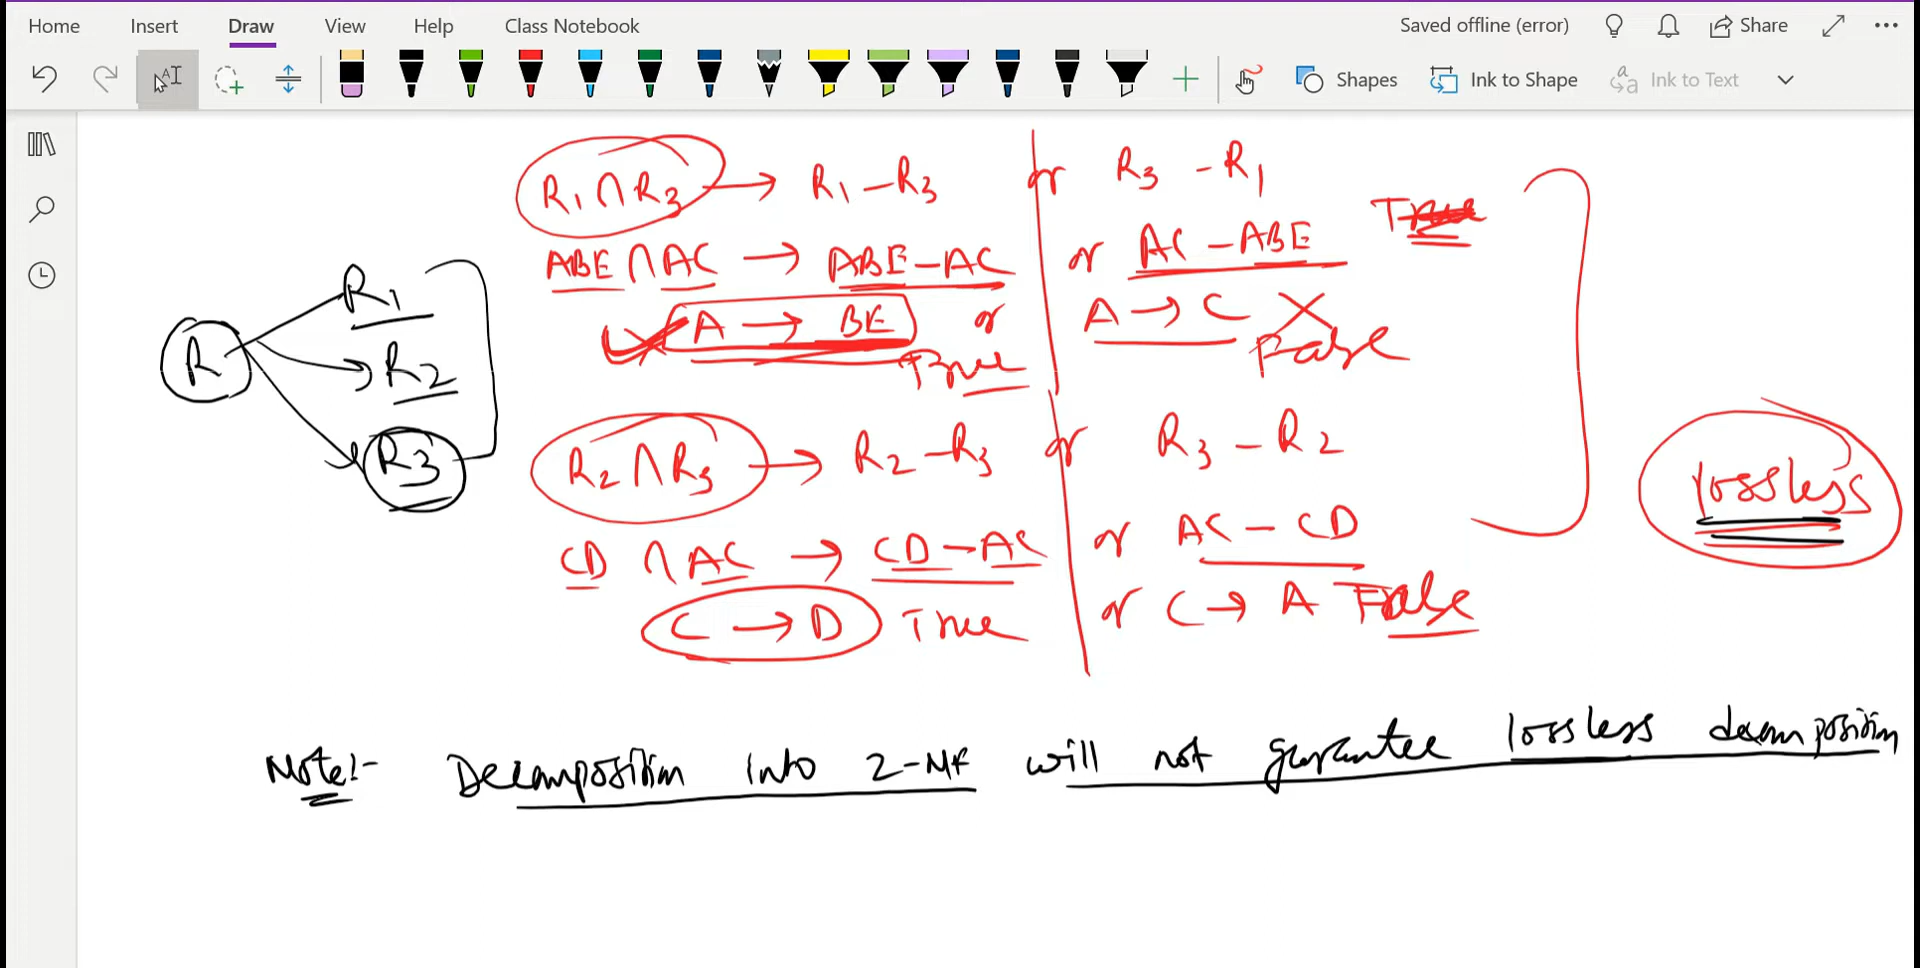 Home Insert Draw View Help Class Notebook Saved offline (error) Share
Shapes Ink to Shape Ink to Text
R1 ∩ R3 → R1 – R3 or R3 – R1
ABE ∩ AC → ABE – AC or AC – ABE
A → BE or A → C ✗
True False
R
R1
R2
R3
R2 ∩ R3 → R2 – R3 or R3 – R2
CD ∩ AC → CD – AC or AC – CD
C → D True or C → A False
lossless
Note:- Decomposition into 2-NF will not guarantee lossless decomposition